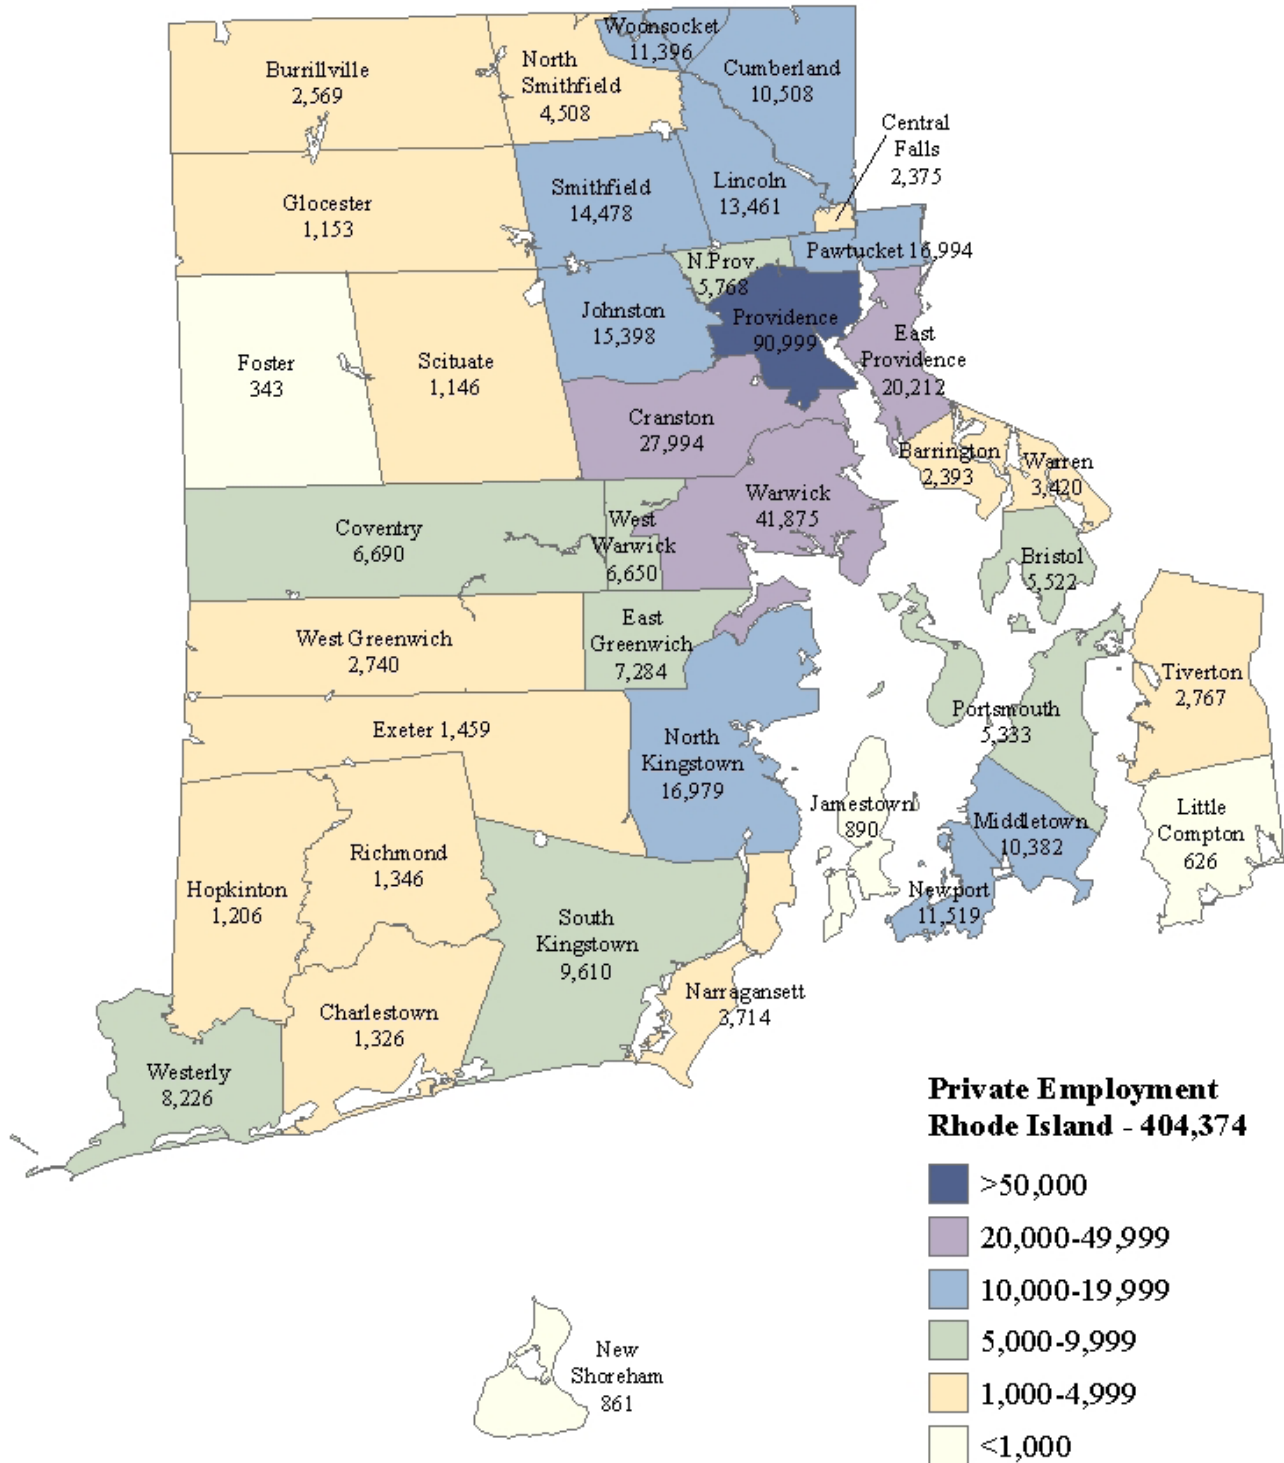 Woonsocket
11,396
Burrillville
2,569
North
Smithfield
4,508
Cumberland
10,508
Central
Falls
2,375
Glocester
1,153
Smithfield
14,478
Lincoln
13,461
N.Prov.
5,768
Pawtucket 16,994
Johnston
15,398
Providence
90,999
East
Providence
20,212
Foster
343
Scituate
1,146
Cranston
27,994
Barrington
2,393
Warren
3,420
Coventry
6,690
West
Warwick
6,650
Warwick
41,875
Bristol
5,522
West Greenwich
2,740
East
Greenwich
7,284
Tiverton
2,767
Portsmouth
5,333
Exeter 1,459
North
Kingstown
16,979
Jamestown
890
Middletown
10,382
Little
Compton
626
Richmond
1,346
Hopkinton
1,206
Newport
11,519
South
Kingstown
9,610
Narragansett
3,714
Charlestown
1,326
Westerly
8,226
New
Shoreham
861
Private Employment
Rhode Island - 404,374
>50,000
20,000-49,999
10,000-19,999
5,000-9,999
1,000-4,999
<1,000